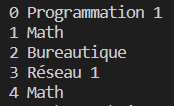 0 Programmation 1
1 Math
2 Bureautique
3 Réseau 1
4 Math